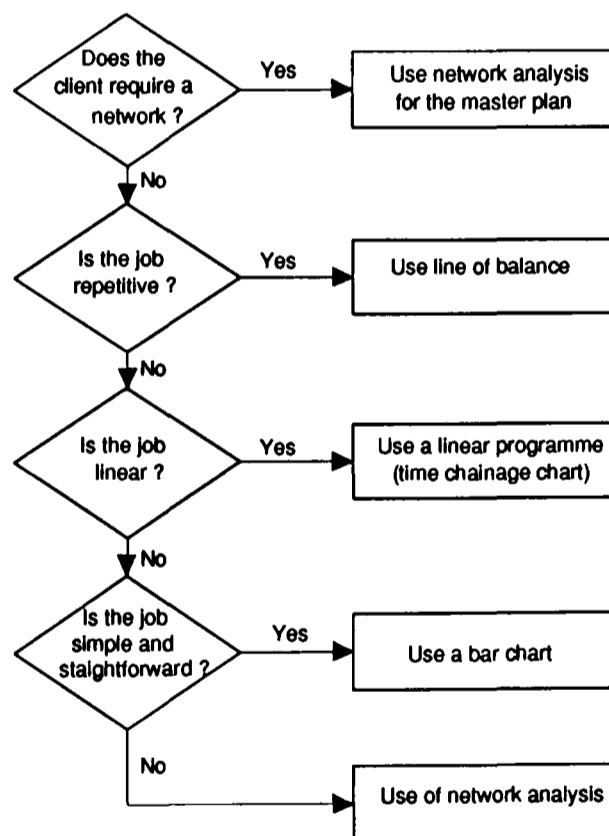 Does the
client require a
network ?
Yes
Use network analysis
for the master plan
No
Is the job
repetitive ?
Yes
Use line of balance
No
Is the job
linear ?
Yes
Use a linear programme
(time chainage chart)
No
Is the job
simple and
staightforward ?
Yes
Use a bar chart
No
Use of network analysis